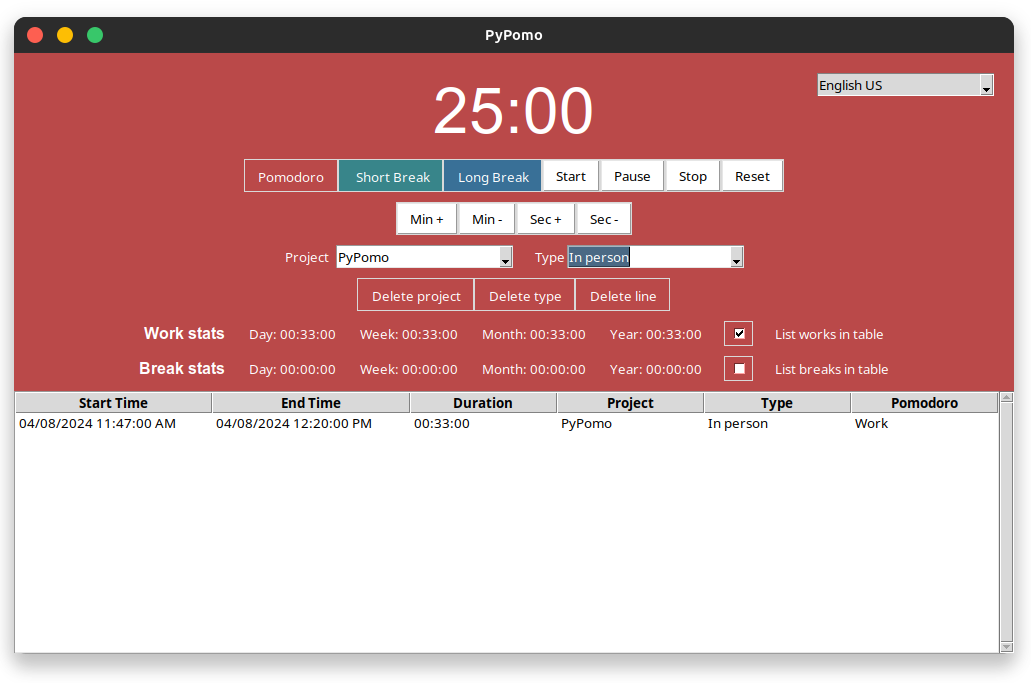 PyPomo
English US
25:00
Pomodoro Short Break Long Break Start Pause Stop Reset
Min + Min - Sec + Sec -
Project PyPomo Type In person
Delete project Delete type Delete line
Work stats Day: 00:33:00 Week: 00:33:00 Month: 00:33:00 Year: 00:33:00 List works in table
Break stats Day: 00:00:00 Week: 00:00:00 Month: 00:00:00 Year: 00:00:00 List breaks in table
Start Time End Time Duration Project Type Pomodoro
04/08/2024 11:47:00 AM 04/08/2024 12:20:00 PM 00:33:00 PyPomo In person Work